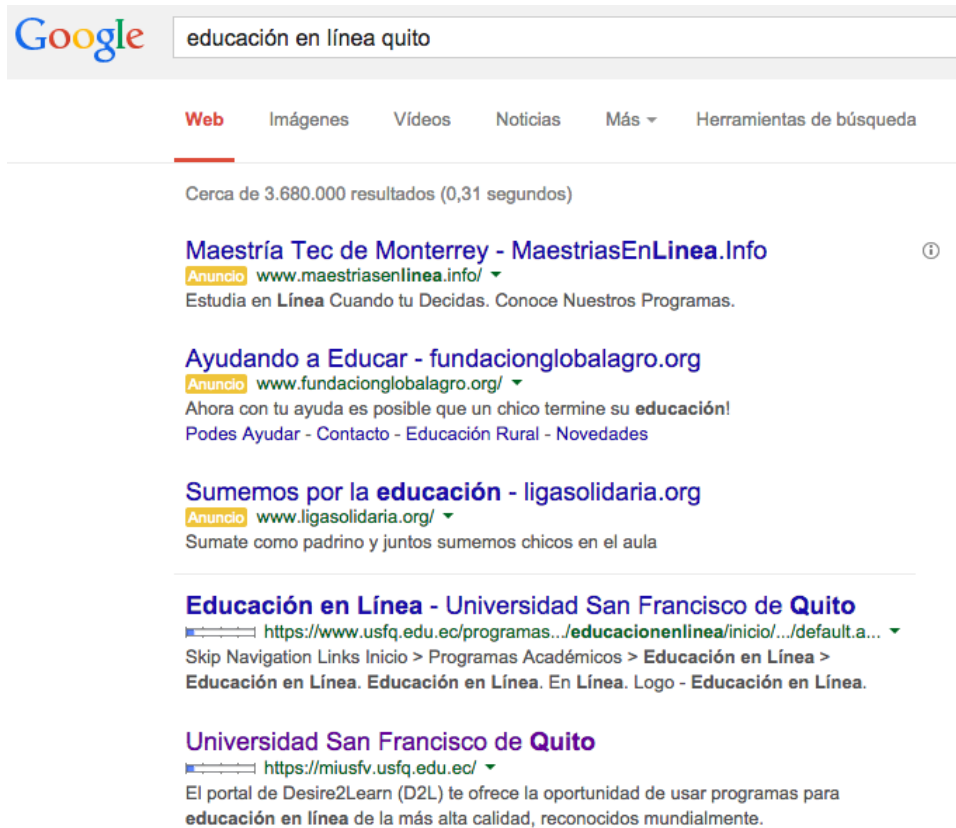 Google educación en línea quito
Web Imágenes Vídeos Noticias Más Herramientas de búsqueda
Cerca de 3.680.000 resultados (0,31 segundos)
Maestría Tec de Monterrey - MaestriasEnLinea.Info
Anuncio www.maestriasenlinea.info/
Estudia en Línea Cuando tu Decidas. Conoce Nuestros Programas.
Ayudando a Educar - fundacionglobalagro.org
Anuncio www.fundacionglobalagro.org/
Ahora con tu ayuda es posible que un chico termine su educación!
Podes Ayudar - Contacto - Educación Rural - Novedades
Sumemos por la educación - ligasolidaria.org
Anuncio www.ligasolidaria.org/
Sumate como padrino y juntos sumemos chicos en el aula
Educación en Línea - Universidad San Francisco de Quito
https://www.usfq.edu.ec/programas.../educacionenlinea/inicio/.../default.a...
Skip Navigation Links Inicio > Programas Académicos > Educación en Línea >
Educación en Línea. Educación en Línea. En Línea. Logo - Educación en Línea.
Universidad San Francisco de Quito
https://miusfv.usfq.edu.ec/
El portal de Desire2Learn (D2L) te ofrece la oportunidad de usar programas para
educación en línea de la más alta calidad, reconocidos mundialmente.